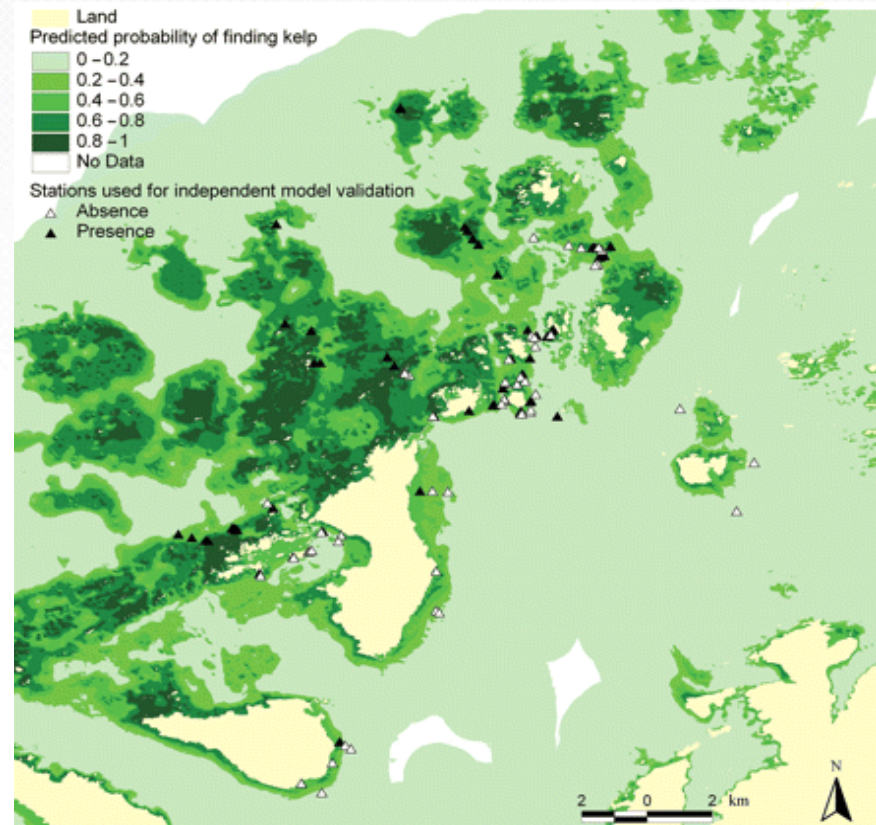 Land
Predicted probability of finding kelp
0 – 0.2
0.2 – 0.4
0.4 – 0.6
0.6 – 0.8
0.8 – 1
No Data
Stations used for independent model validation
Absence
Presence
N
2 0 2 km